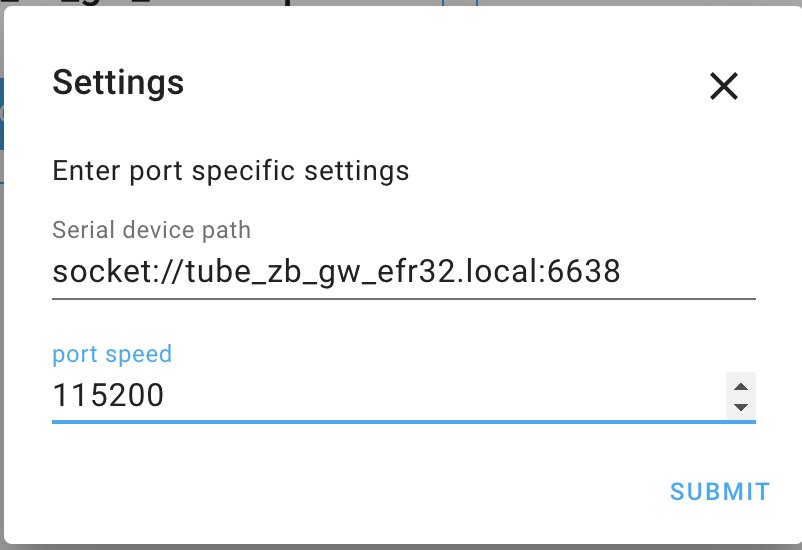 Settings
Enter port specific settings
Serial device path
socket://tube_zb_gw_efr32.local:6638
port speed
115200
SUBMIT